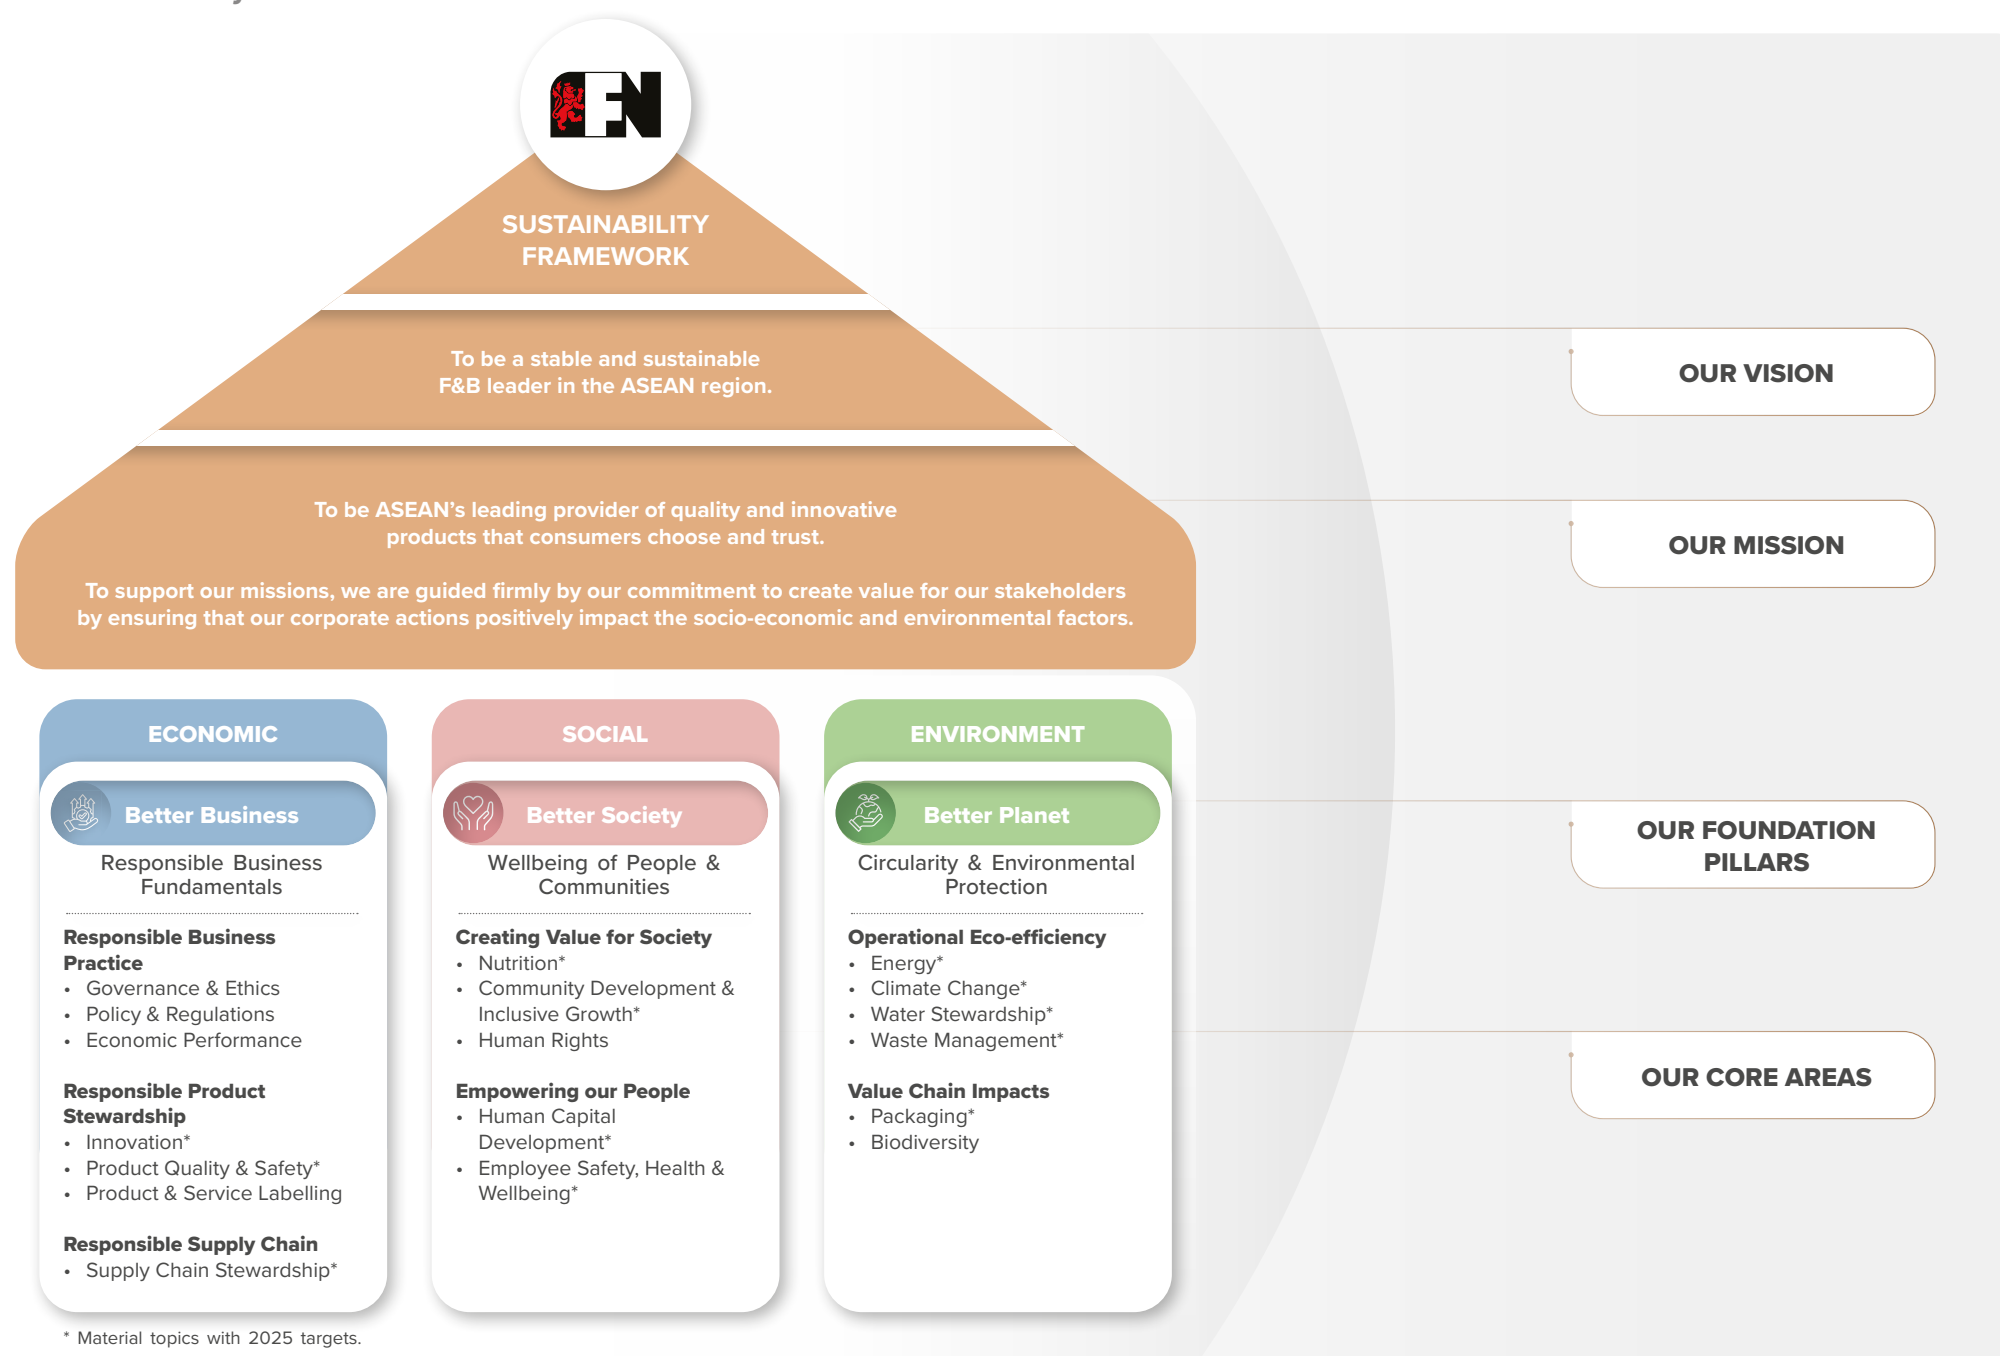 FN
SUSTAINABILITY
FRAMEWORK
To be a stable and sustainable
F&B leader in the ASEAN region.
OUR VISION
To be ASEAN’s leading provider of quality and innovative
products that consumers choose and trust.
To support our missions, we are guided firmly by our commitment to create value for our stakeholders
by ensuring that our corporate actions positively impact the socio-economic and environmental factors.
OUR MISSION
ECONOMIC
Better Business
Responsible Business
Fundamentals
Responsible Business
Practice
• Governance & Ethics
• Policy & Regulations
• Economic Performance
Responsible Product
Stewardship
• Innovation*
• Product Quality & Safety*
• Product & Service Labelling
Responsible Supply Chain
• Supply Chain Stewardship*
SOCIAL
Better Society
Wellbeing of People &
Communities
Creating Value for Society
• Nutrition*
• Community Development &
Inclusive Growth*
• Human Rights
Empowering our People
• Human Capital
Development*
• Employee Safety, Health &
Wellbeing*
ENVIRONMENT
Better Planet
Circularity & Environmental
Protection
Operational Eco-efficiency
• Energy*
• Climate Change*
• Water Stewardship*
• Waste Management*
Value Chain Impacts
• Packaging*
• Biodiversity
OUR FOUNDATION
PILLARS
OUR CORE AREAS
* Material topics with 2025 targets.